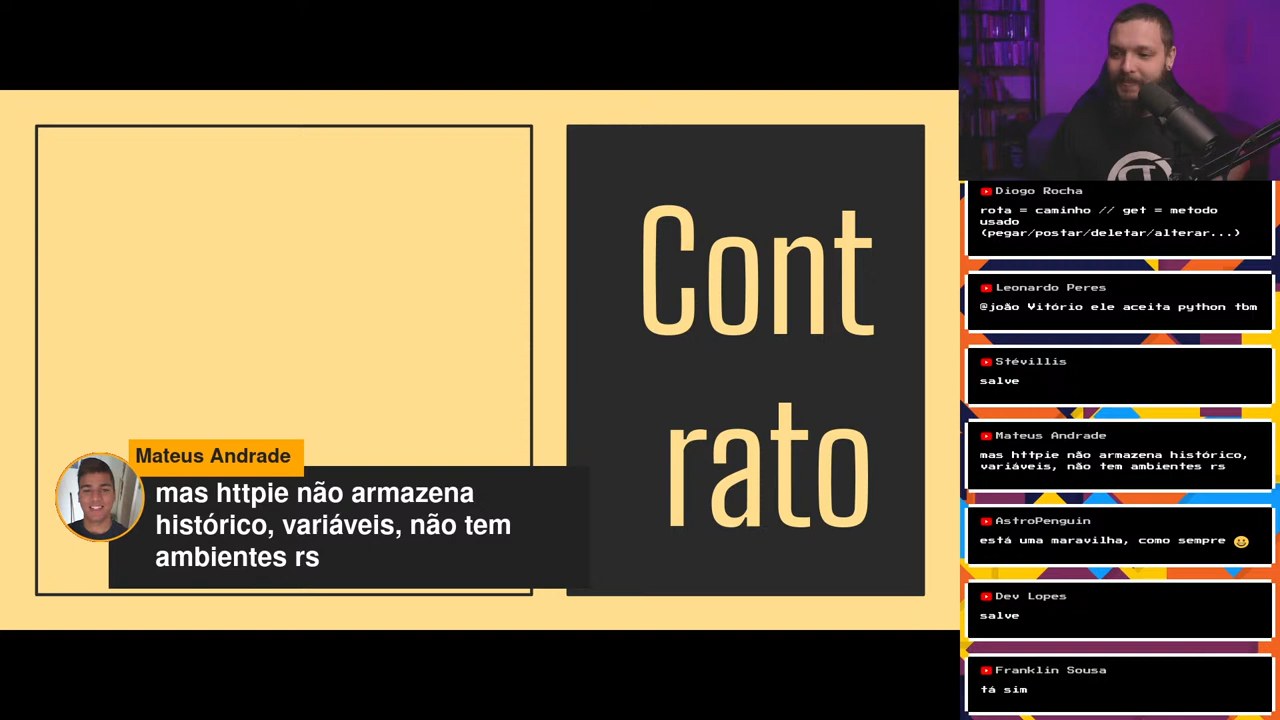 Cont
rato
Mateus Andrade
mas httpie não armazena
histórico, variáveis, não tem
ambientes rs
Diogo Rocha
rota = caminho // get = metodo
usado
(pegar/postar/deletar/alterar...)
Leonardo Peres
@joão Vitório ele aceita python tbm
Stévillis
salve
Mateus Andrade
mas httpie não armazena histórico,
variáveis, não tem ambientes rs
AstroPenguin
está uma maravilha, como sempre 😀
Dev Lopes
salve
Franklin Sousa
tá sim